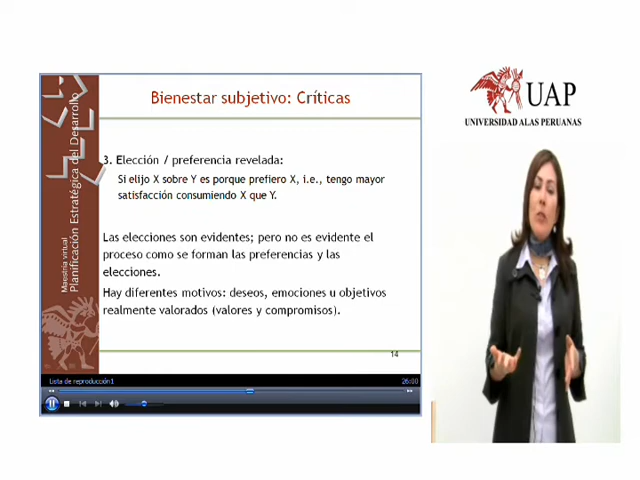 Bienestar subjetivo: Críticas
3. Elección / preferencia revelada:
Si elijo X sobre Y es porque prefiero X, i.e., tengo mayor
satisfacción consumiendo X que Y.
Las elecciones son evidentes; pero no es evidente el
proceso como se forman las preferencias y las
elecciones.
Hay diferentes motivos: deseos, emociones u objetivos
realmente valorados (valores y compromisos).
14
Maestría virtual
Planificación Estratégica del Desarrollo
Lista de reproducción1
26:00
UAP
UNIVERSIDAD ALAS PERUANAS